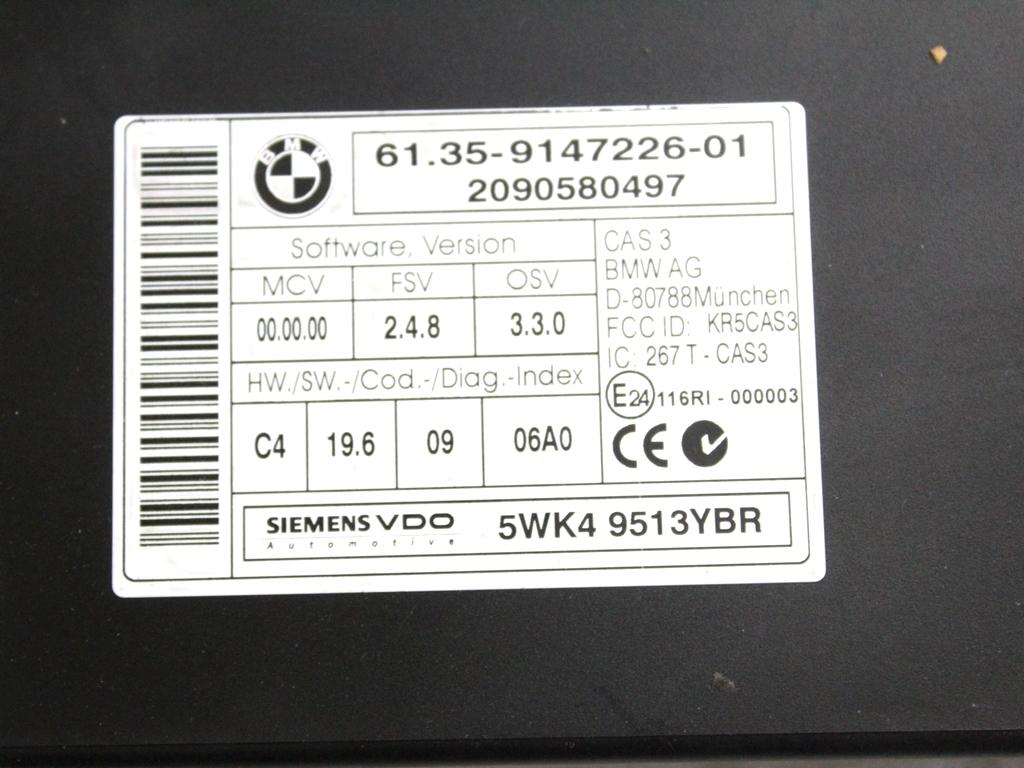 BMW
61.35-9147226-01
2090580497
Software, Version
MCV FSV OSV
00.00.00 2.4.8 3.3.0
HW./SW.-/Cod.-/Diag.-Index
C4 19.6 09 06A0
CAS 3
BMW AG
D-80788München
FCC ID: KR5CAS3
IC: 267 T - CAS3
E24 116RI - 000003
CE
SIEMENS VDO
Automotive
5WK4 9513YBR